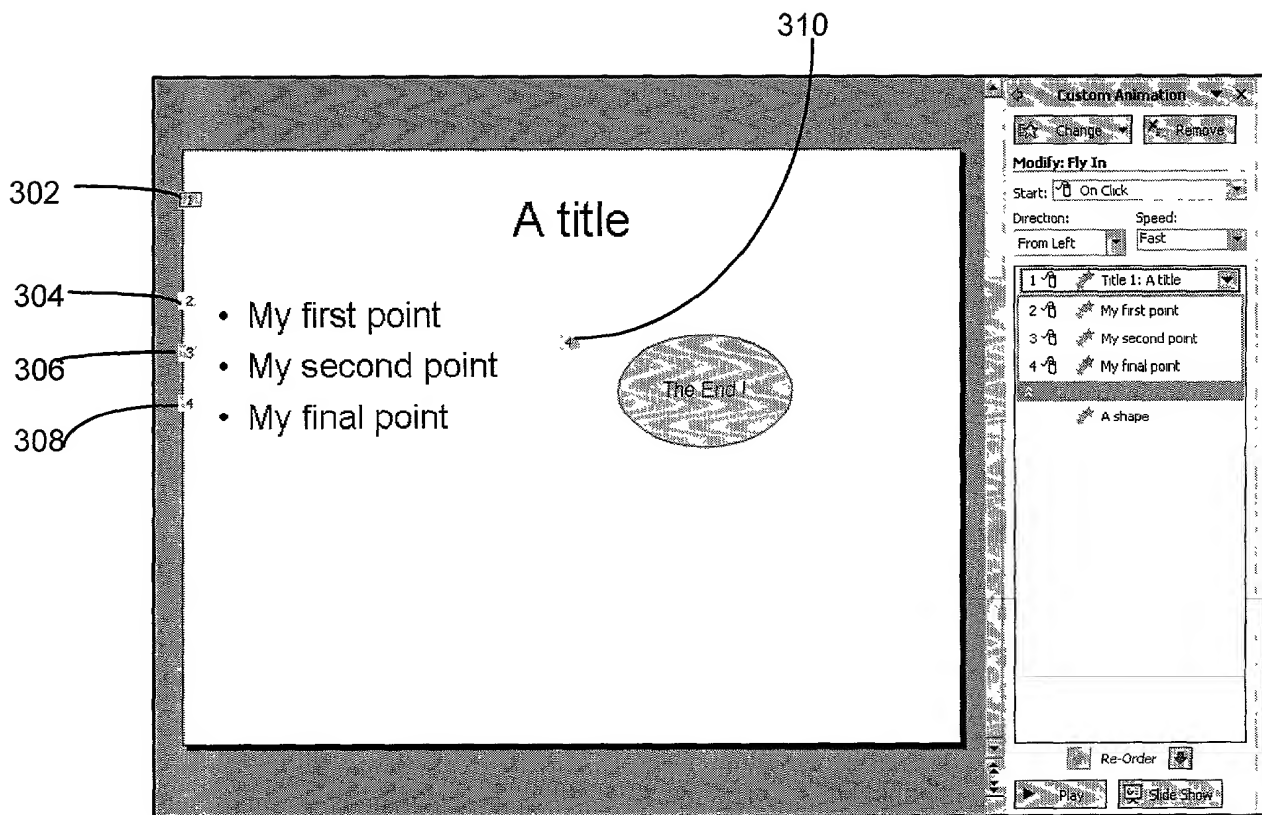 310
Custom Animation
Change Remove
Modify: Fly In
302
1
Start: On Click
A title
Direction: Speed:
From Left Fast
1 Title 1: A title
304
2
• My first point
2 My first point
4
3 My second point
306
3
• My second point
4 My final point
The End !
308
4
• My final point
A shape
Re-Order
Play Slide Show